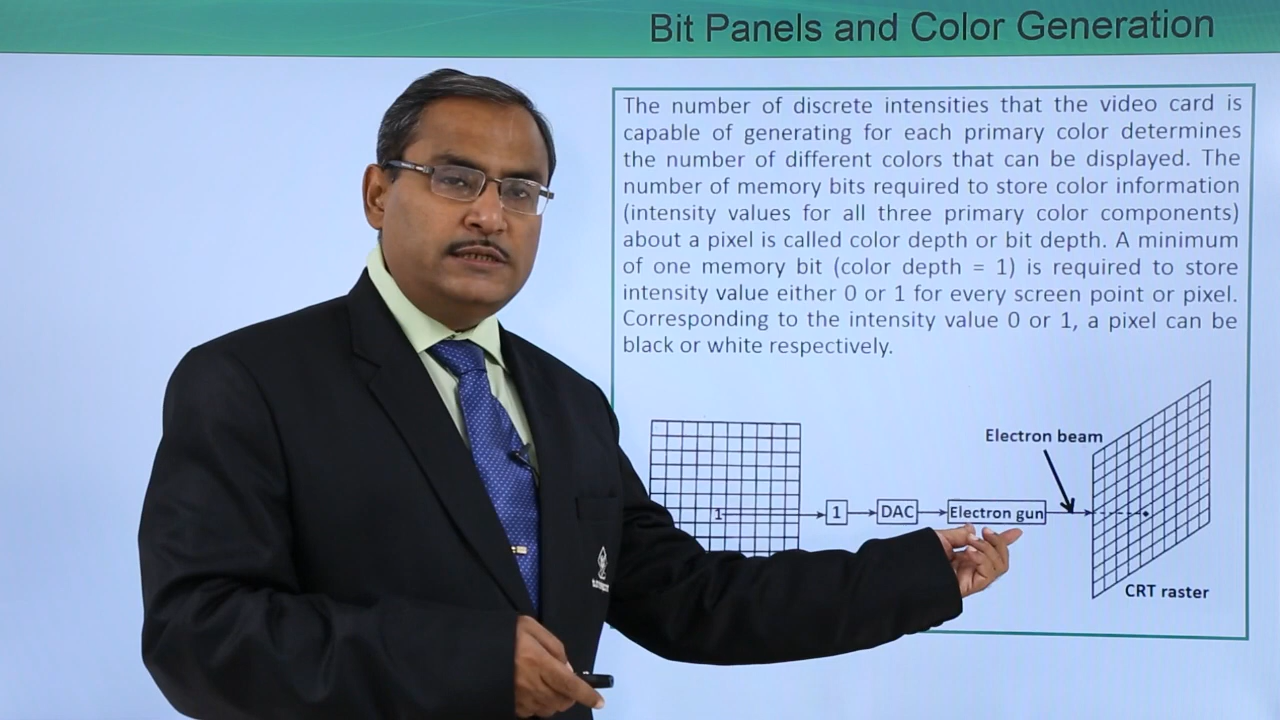 Bit Panels and Color Generation
The number of discrete intensities that the video card is
capable of generating for each primary color determines
the number of different colors that can be displayed. The
number of memory bits required to store color information
(intensity values for all three primary color components)
about a pixel is called color depth or bit depth. A minimum
of one memory bit (color depth = 1) is required to store
intensity value either 0 or 1 for every screen point or pixel.
Corresponding to the intensity value 0 or 1, a pixel can be
black or white respectively.
Electron beam
1
1
DAC
Electron gun
CRT raster